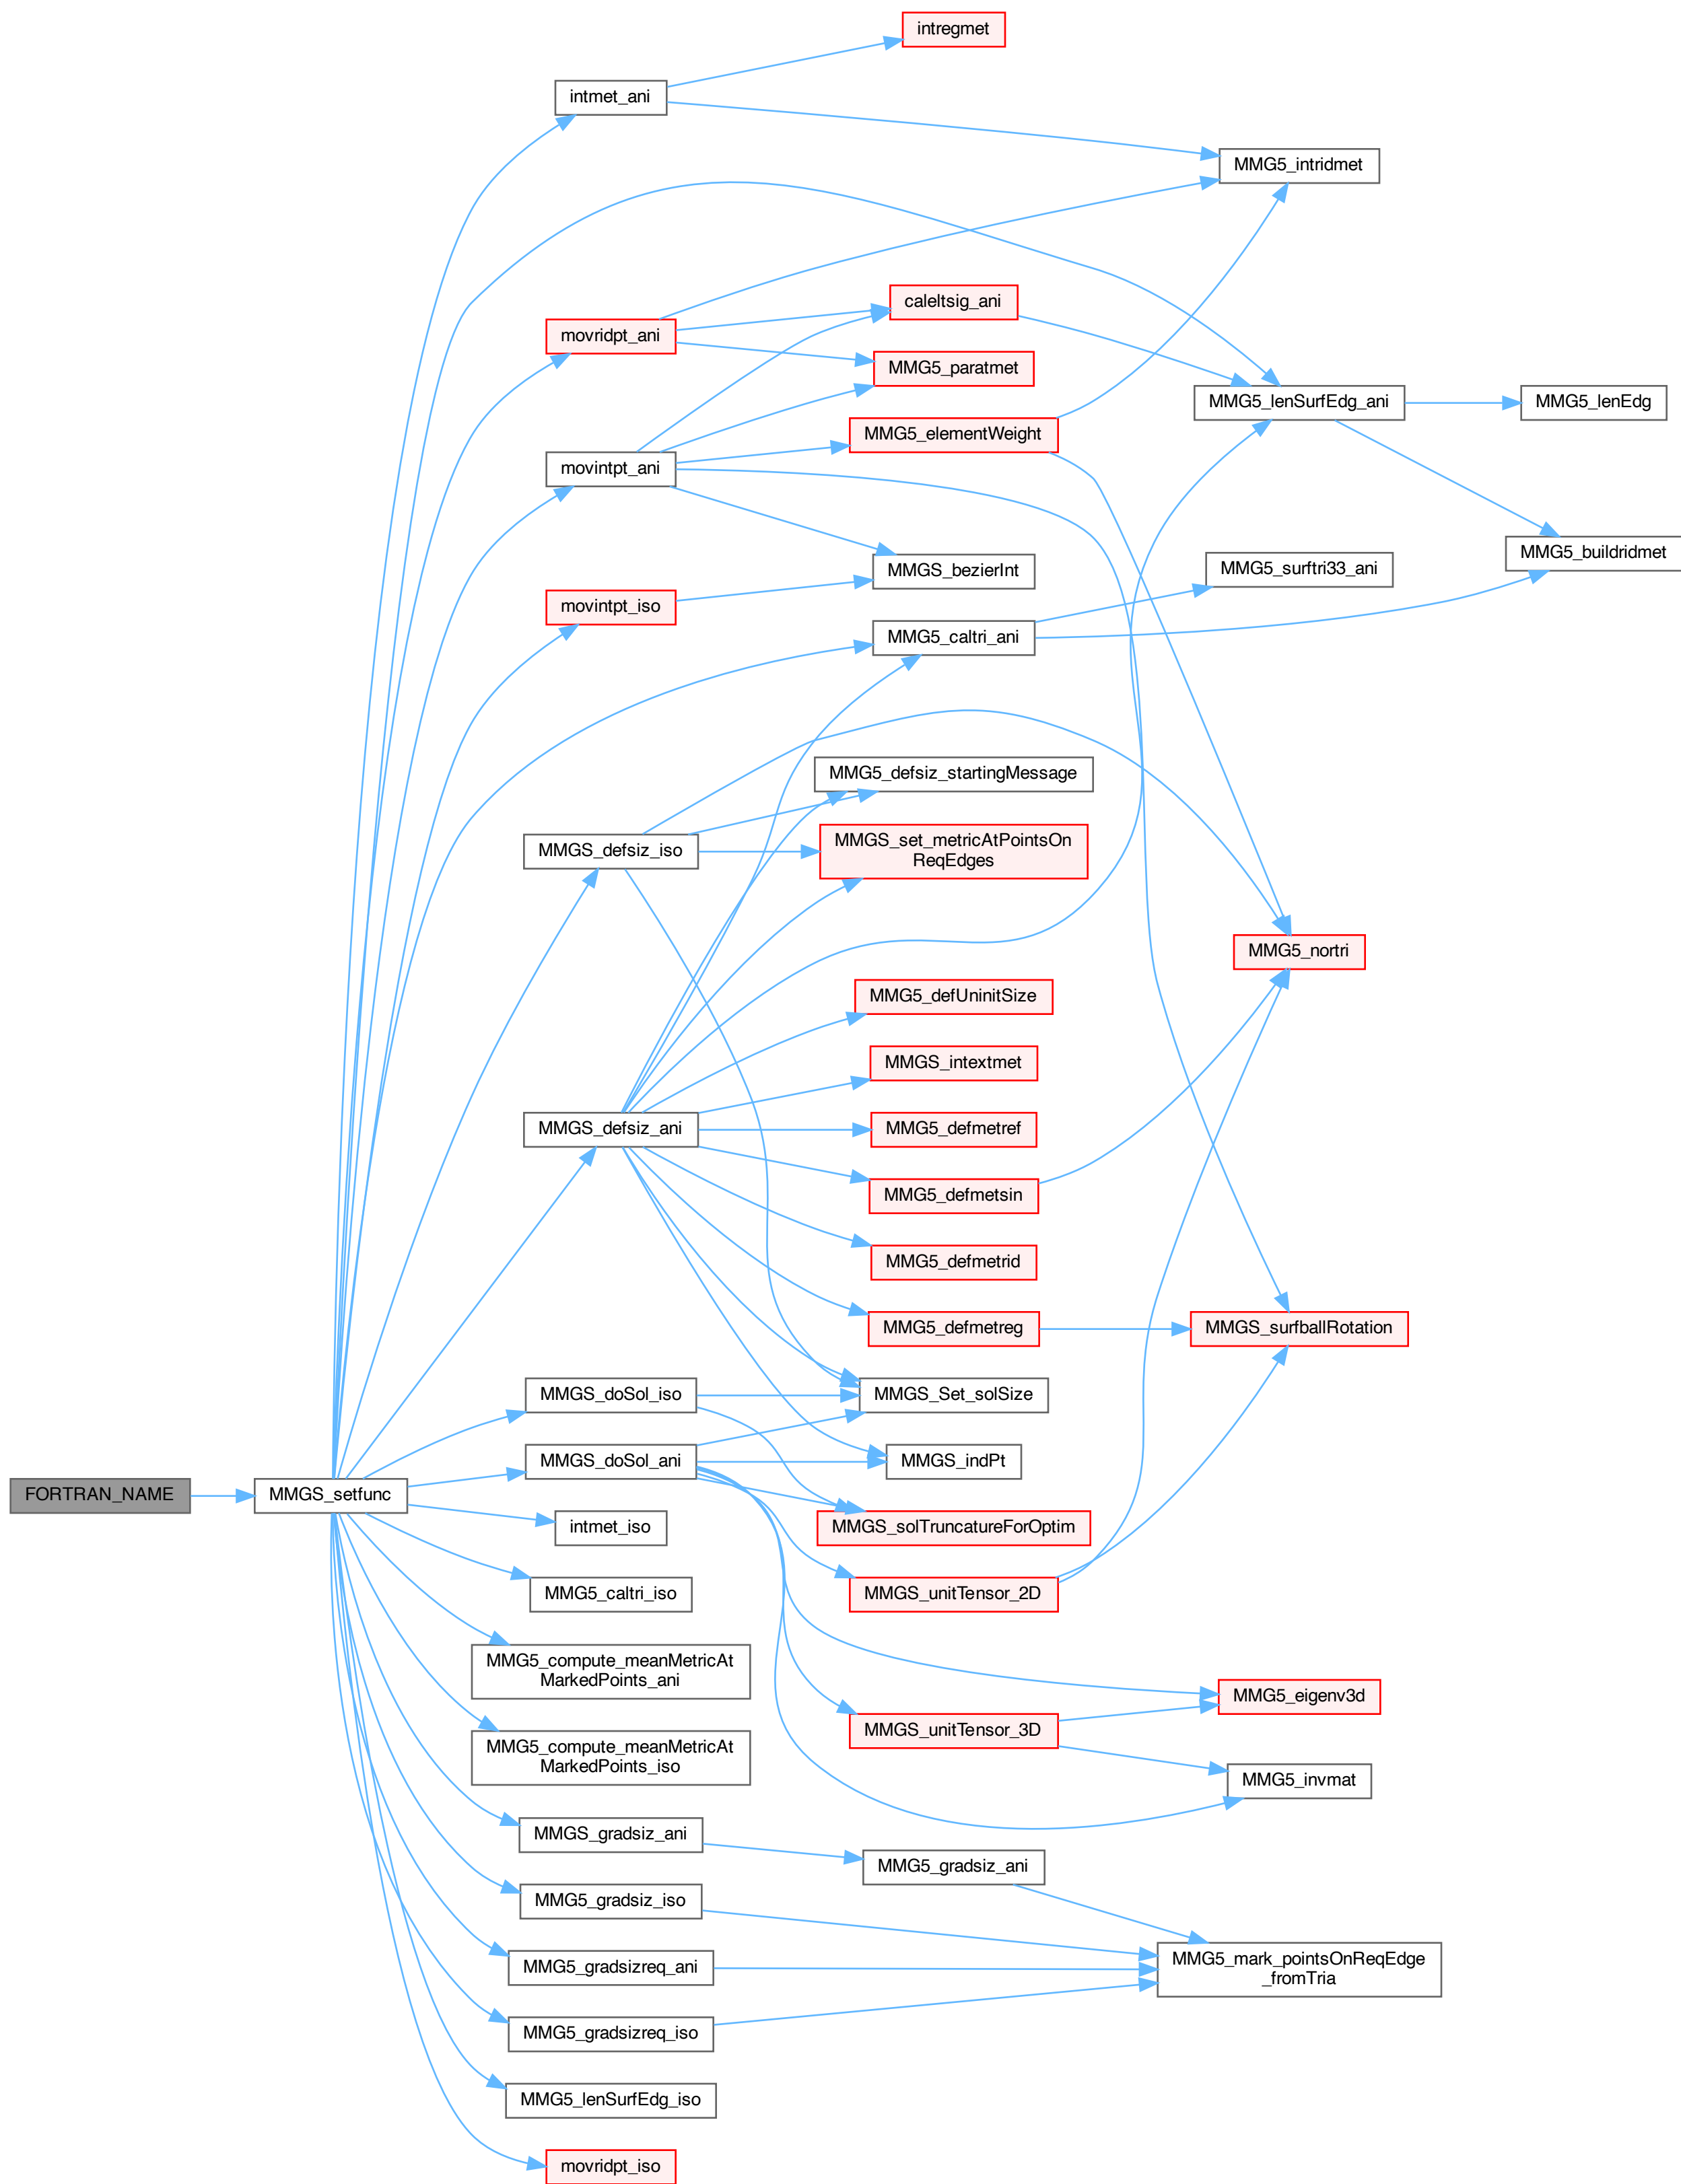 intregmet
intmet_ani
MMG5_intridmet
caleltsig_ani
movridpt_ani
MMG5_paratmet
MMG5_lenSurfEdg_ani
MMG5_lenEdg
MMG5_elementWeight
movintpt_ani
MMG5_buildridmet
MMGS_bezierInt
MMG5_surftri33_ani
movintpt_iso
MMG5_caltri_ani
MMG5_defsiz_startingMessage
MMGS_defsiz_iso
MMGS_set_metricAtPointsOn
ReqEdges
MMG5_nortri
MMG5_defUninitSize
MMGS_intextmet
MMGS_defsiz_ani
MMG5_defmetref
MMG5_defmetsin
MMG5_defmetrid
MMG5_defmetreg
MMGS_surfballRotation
MMGS_doSol_iso
MMGS_Set_solSize
MMGS_doSol_ani
MMGS_indPt
FORTRAN_NAME
MMGS_setfunc
intmet_iso
MMGS_solTruncatureForOptim
MMG5_caltri_iso
MMGS_unitTensor_2D
MMG5_compute_meanMetricAt
MarkedPoints_ani
MMG5_eigenv3d
MMGS_unitTensor_3D
MMG5_compute_meanMetricAt
MarkedPoints_iso
MMG5_invmat
MMGS_gradsiz_ani
MMG5_gradsiz_ani
MMG5_gradsiz_iso
MMG5_gradsizreq_ani
MMG5_mark_pointsOnReqEdge
_fromTria
MMG5_gradsizreq_iso
MMG5_lenSurfEdg_iso
movridpt_iso